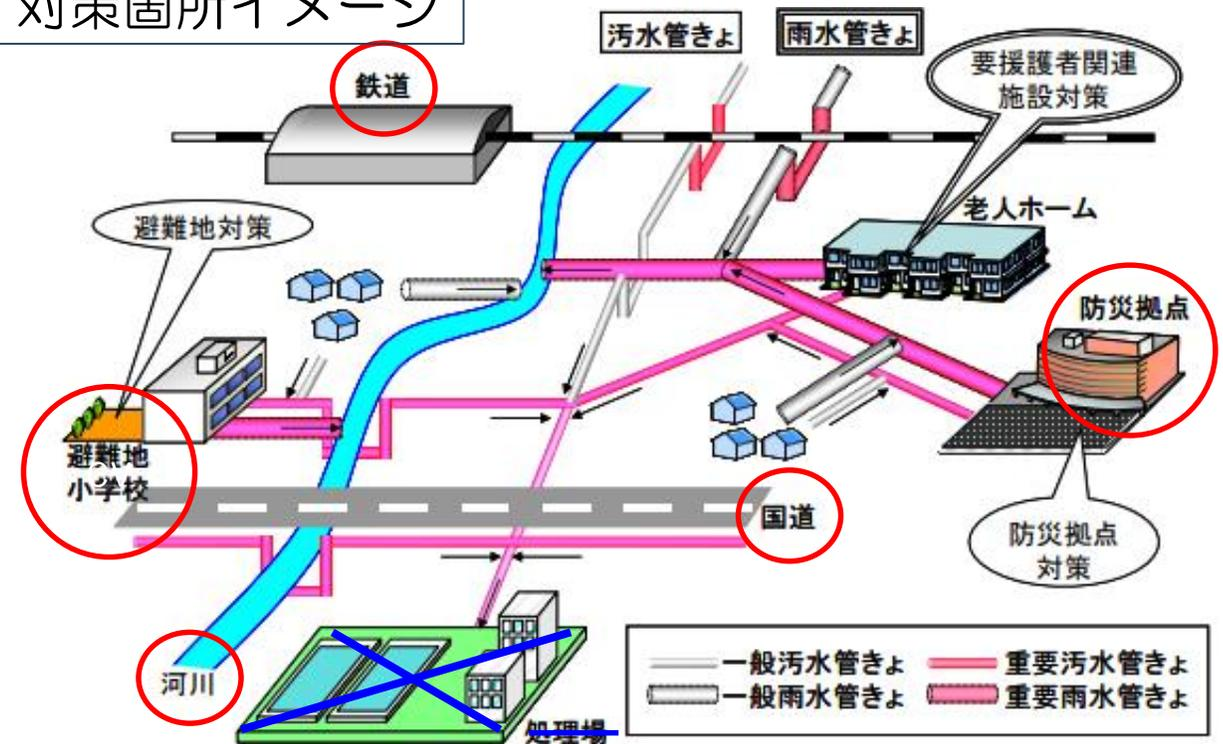 対策箇所イメージ
汚水管きょ
雨水管きょ
要援護者関連
施設対策
鉄道
老人ホーム
避難地対策
防災拠点
避難地
小学校
国道
防災拠点
対策
河川
処理場
一般汚水管きょ
重要汚水管きょ
一般雨水管きょ
重要雨水管きょ